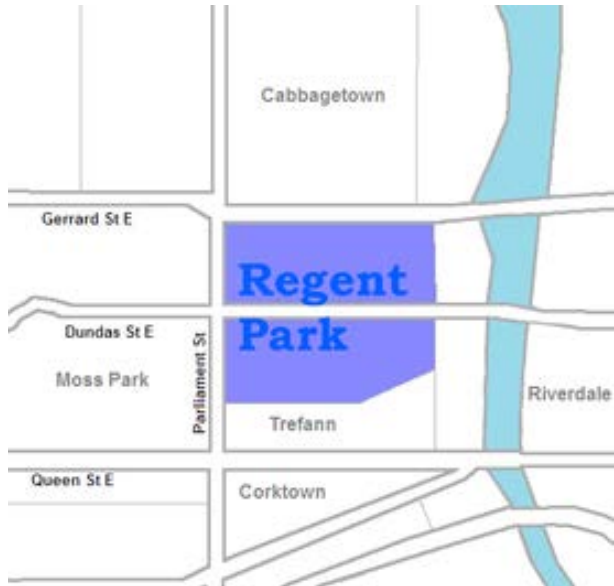 Cabbagetown
Gerrard St E
Regent
Park
Dundas St E
Parliament St
Moss Park
Riverdale
Trefann
Queen St E
Corktown